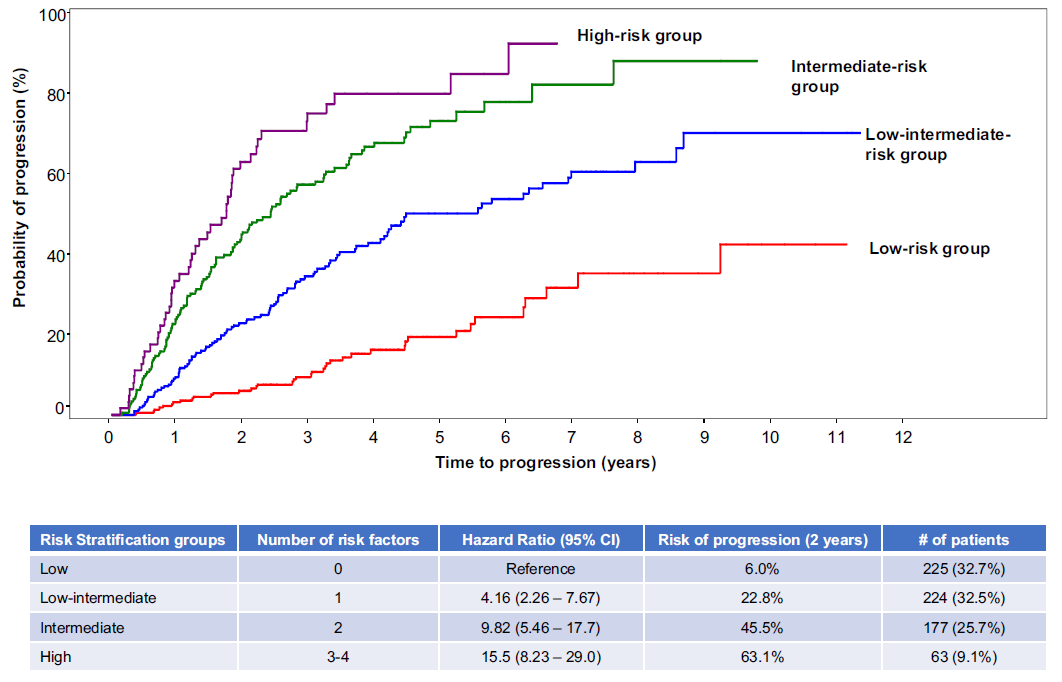 100
80
60
40
20
0
Probability of progression (%)
High-risk group
Intermediate-risk
group
Low-intermediate-
risk group
Low-risk group
0 1 2 3 4 5 6 7 8 9 10 11 12
Time to progression (years)
Risk Stratification groups Number of risk factors Hazard Ratio (95% CI) Risk of progression (2 years) # of patients
Low 0 Reference 6.0% 225 (32.7%)
Low-intermediate 1 4.16 (2.26 – 7.67) 22.8% 224 (32.5%)
Intermediate 2 9.82 (5.46 – 17.7) 45.5% 177 (25.7%)
High 3-4 15.5 (8.23 – 29.0) 63.1% 63 (9.1%)